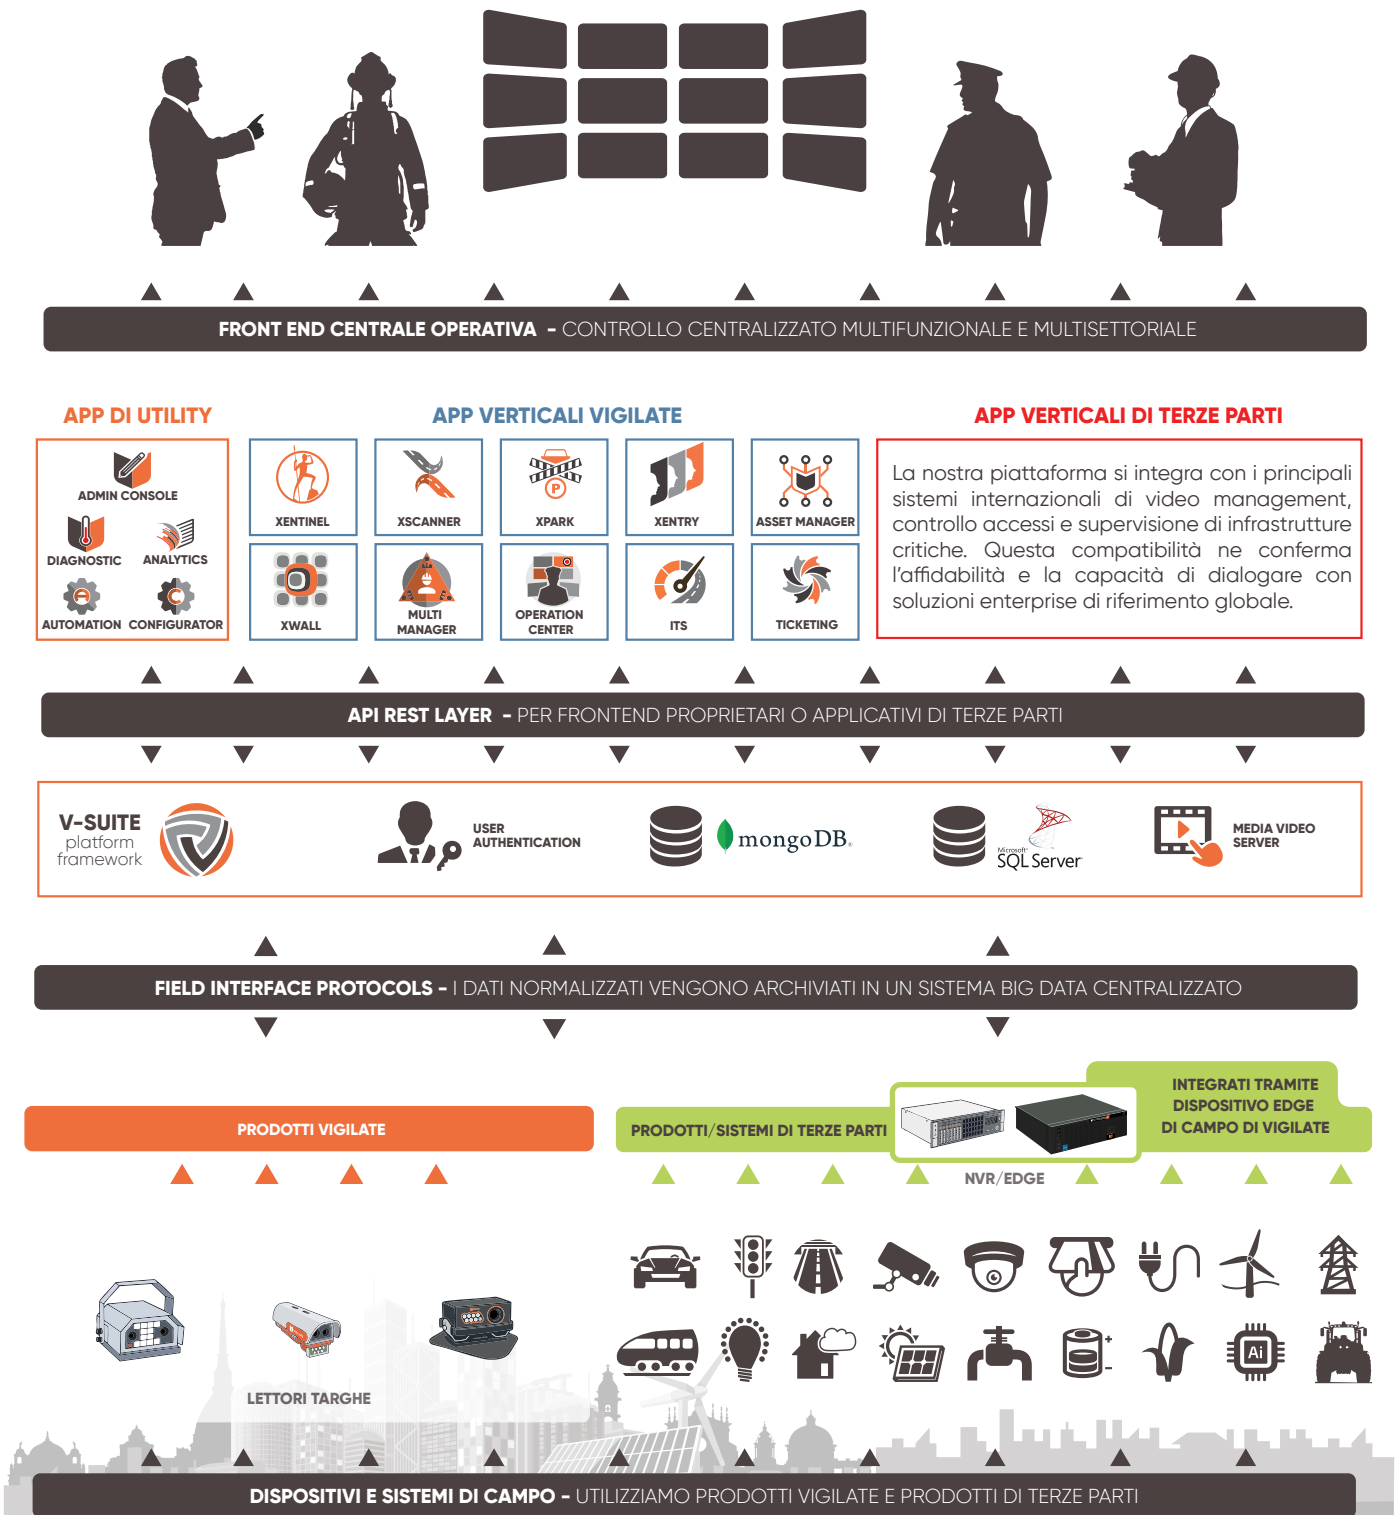 FRONT END CENTRALE OPERATIVA - CONTROLLO CENTRALIZZATO MULTIFUNZIONALE E MULTISETTORIALE
APP DI UTILITY
ADMIN CONSOLE
DIAGNOSTIC
ANALYTICS
A
C
AUTOMATION
CONFIGURATOR
APP VERTICALI VIGILATE
XENTINEL
XSCANNER
P
XPARK
XENTRY
ASSET MANAGER
XWALL
MULTI
MANAGER
OPERATION
CENTER
ITS
TICKETING
APP VERTICALI DI TERZE PARTI
La nostra piattaforma si integra con i principali
sistemi internazionali di video management,
controllo accessi e supervisione di infrastrutture
critiche. Questa compatibilità ne conferma
l'affidabilità e la capacità di dialogare con
soluzioni enterprise di riferimento globale.
API REST LAYER - PER FRONTEND PROPRIETARI O APPLICATIVI DI TERZE PARTI
V-SUITE
platform
framework
USER
AUTHENTICATION
mongoDB.
Microsoft
SQL Server
MEDIA VIDEO
SERVER
FIELD INTERFACE PROTOCOLS - I DATI NORMALIZZATI VENGONO ARCHIVIATI IN UN SISTEMA BIG DATA CENTRALIZZATO
PRODOTTI VIGILATE
PRODOTTI/SISTEMI DI TERZE PARTI
NVR/EDGE
INTEGRATI TRAMITE
DISPOSITIVO EDGE
DI CAMPO DI VIGILATE
LETTORI TARGHE
+
-
Ai
DISPOSITIVI E SISTEMI DI CAMPO - UTILIZZIAMO PRODOTTI VIGILATE E PRODOTTI DI TERZE PARTI